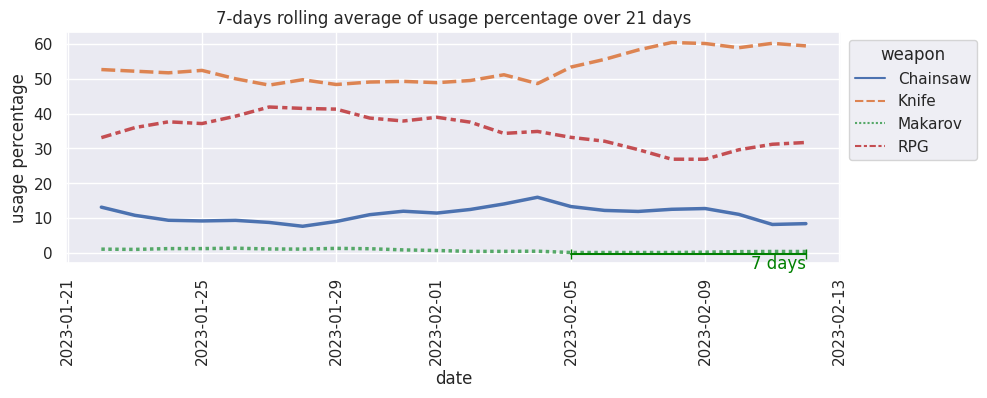 7-days rolling average of usage percentage over 21 days
usage percentage
60
50
40
30
20
10
0
weapon
Chainsaw
Knife
Makarov
RPG
7 days
2023-01-21
2023-01-25
2023-01-29
2023-02-01
2023-02-05
2023-02-09
2023-02-13
date